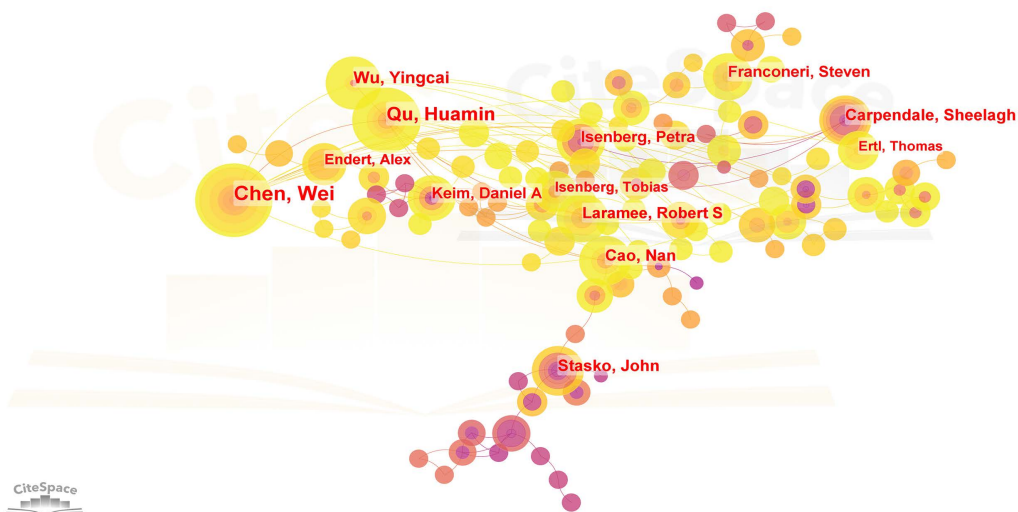 Franconeri, Steven
Wu, Yingcai
Qu, Huamin
Carpendale, Sheelagh
Isenberg, Petra
Ertl, Thomas
Endert, Alex
Chen, Wei
Keim, Daniel A
Isenberg, Tobias
Laramee, Robert S
Cao, Nan
Stasko, John
CiteSpace
CiteSpace